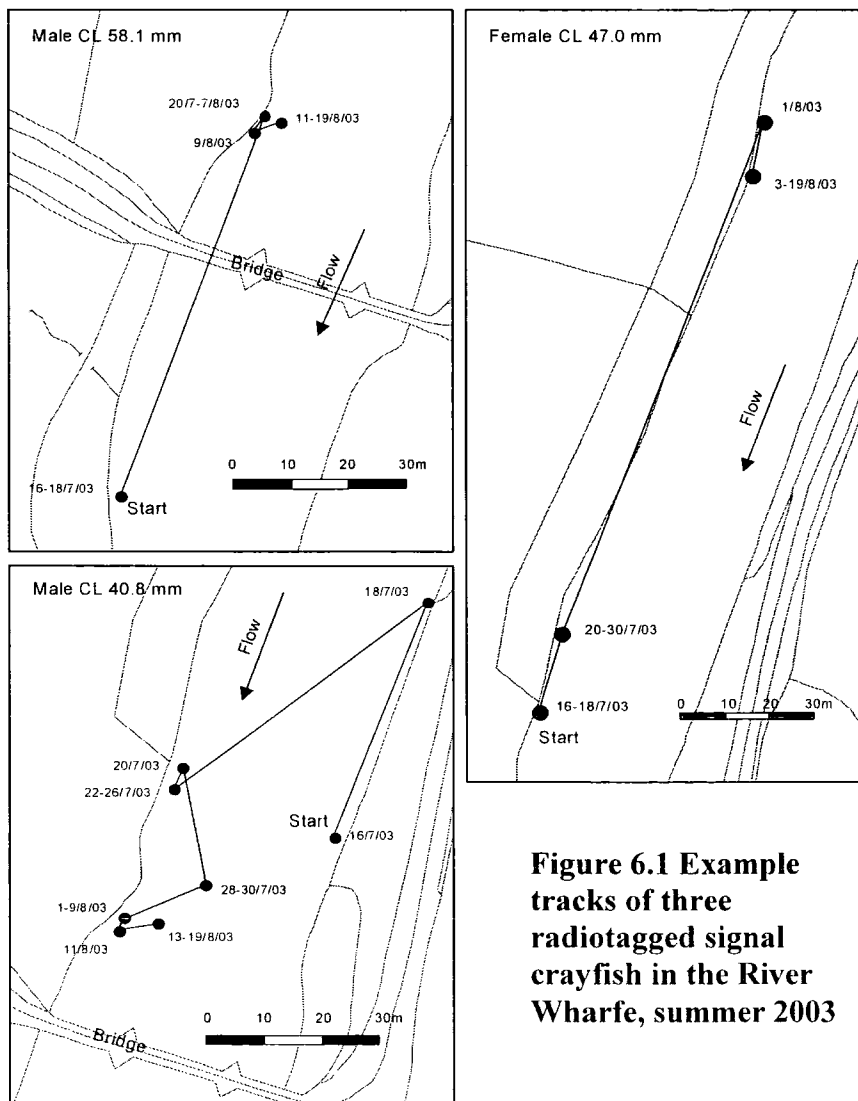 Male CL 58.1 mm
20/7-7/8/03
11-19/8/03
9/8/03
Bridge
Flow
0 10 20 30m
16-18/7/03
Start
Female CL 47.0 mm
1/8/03
3-19/8/03
Flow
20-30/7/03
0 10 20 30m
16-18/7/03
Start
Male CL 40.8 mm
18/7/03
Flow
20/7/03
22-26/7/03
Start
16/7/03
28-30/7/03
1-9/8/03
11/8/03
13-19/8/03
0 10 20 30m
Bridge
Figure 6.1 Example
tracks of three
radiotagged signal
crayfish in the River
Wharfe, summer 2003